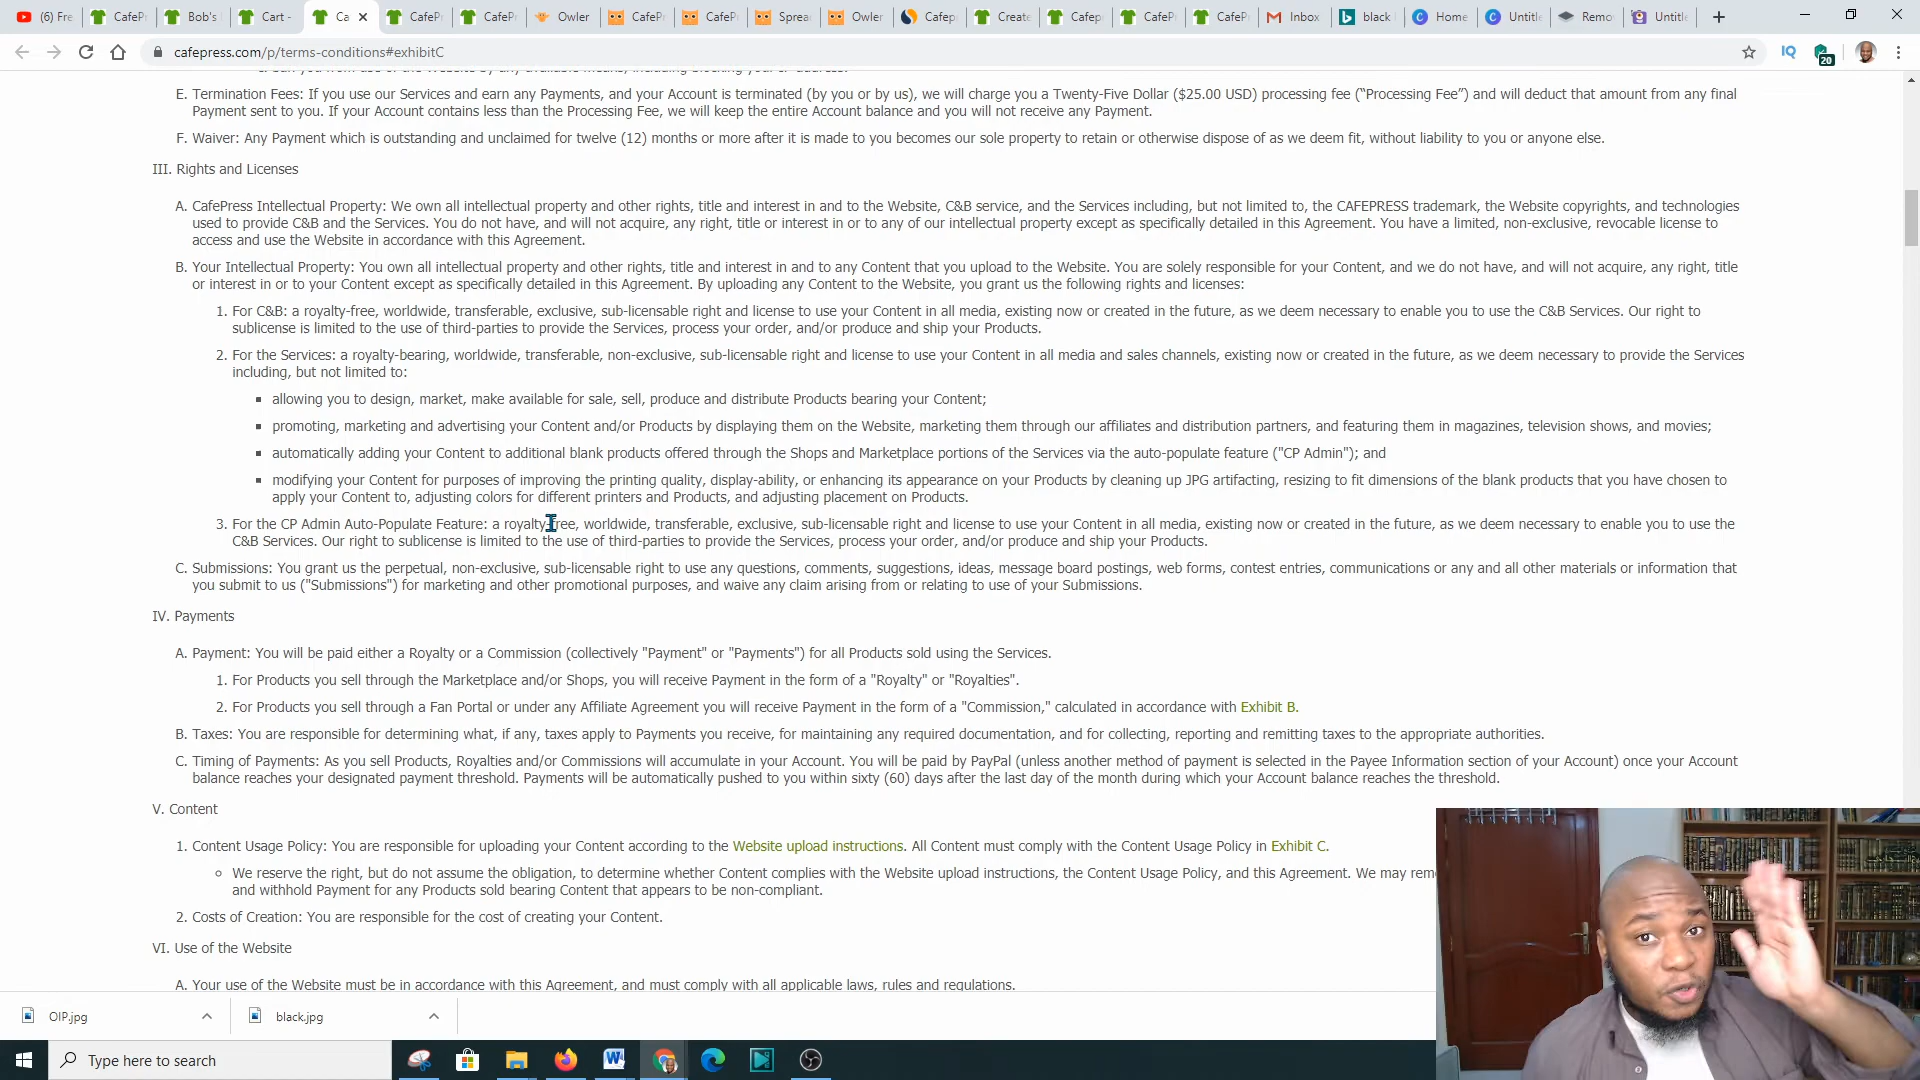 (6) Fre
CafeP
Bob's
Cart -
Ca
CafeP
CafeP
Owler
CafeP
CafeP
Sprea
Owler
Cafep
Create
Cafep
CafeP
CafeP
Inbox
black
Home
Untitle
Remo
Untitl
cafepress.com/p/terms-conditions#exhibitC
IQ
20
E. Termination Fees: If you use our Services and earn any Payments, and your Account is terminated (by you or by us), we will charge you a Twenty-Five Dollar ($25.00 USD) processing fee (“Processing Fee”) and will deduct that amount from any final
Payment sent to you. If your Account contains less than the Processing Fee, we will keep the entire Account balance and you will not receive any Payment.
F. Waiver: Any Payment which is outstanding and unclaimed for twelve (12) months or more after it is made to you becomes our sole property to retain or otherwise dispose of as we deem fit, without liability to you or anyone else.
III. Rights and Licenses
A. CafePress Intellectual Property: We own all intellectual property and other rights, title and interest in and to the Website, C&B service, and the Services including, but not limited to, the CAFEPRESS trademark, the Website copyrights, and technologies
used to provide C&B and the Services. You do not have, and will not acquire, any right, title or interest in or to any of our intellectual property except as specifically detailed in this Agreement. You have a limited, non-exclusive, revocable license to
access and use the Website in accordance with this Agreement.
B. Your Intellectual Property: You own all intellectual property and other rights, title and interest in and to any Content that you upload to the Website. You are solely responsible for your Content, and we do not have, and will not acquire, any right, title
or interest in or to your Content except as specifically detailed in this Agreement. By uploading any Content to the Website, you grant us the following rights and licenses:
1. For C&B: a royalty-free, worldwide, transferable, exclusive, sub-licensable right and license to use your Content in all media, existing now or created in the future, as we deem necessary to enable you to use the C&B Services. Our right to
sublicense is limited to the use of third-parties to provide the Services, process your order, and/or produce and ship your Products.
2. For the Services: a royalty-bearing, worldwide, transferable, non-exclusive, sub-licensable right and license to use your Content in all media and sales channels, existing now or created in the future, as we deem necessary to provide the Services
including, but not limited to:
▪ allowing you to design, market, make available for sale, sell, produce and distribute Products bearing your Content;
▪ promoting, marketing and advertising your Content and/or Products by displaying them on the Website, marketing them through our affiliates and distribution partners, and featuring them in magazines, television shows, and movies;
▪ automatically adding your Content to additional blank products offered through the Shops and Marketplace portions of the Services via the auto-populate feature ("CP Admin"); and
▪ modifying your Content for purposes of improving the printing quality, display-ability, or enhancing its appearance on your Products by cleaning up JPG artifacting, resizing to fit dimensions of the blank products that you have chosen to
apply your Content to, adjusting colors for different printers and Products, and adjusting placement on Products.
3. For the CP Admin Auto-Populate Feature: a royalty-free, worldwide, transferable, exclusive, sub-licensable right and license to use your Content in all media, existing now or created in the future, as we deem necessary to enable you to use the
C&B Services. Our right to sublicense is limited to the use of third-parties to provide the Services, process your order, and/or produce and ship your Products.
C. Submissions: You grant us the perpetual, non-exclusive, sub-licensable right to use any questions, comments, suggestions, ideas, message board postings, web forms, contest entries, communications or any and all other materials or information that
you submit to us ("Submissions") for marketing and other promotional purposes, and waive any claim arising from or relating to use of your Submissions.
IV. Payments
A. Payment: You will be paid either a Royalty or a Commission (collectively "Payment" or "Payments") for all Products sold using the Services.
1. For Products you sell through the Marketplace and/or Shops, you will receive Payment in the form of a "Royalty" or "Royalties".
2. For Products you sell through a Fan Portal or under any Affiliate Agreement you will receive Payment in the form of a "Commission," calculated in accordance with Exhibit B.
B. Taxes: You are responsible for determining what, if any, taxes apply to Payments you receive, for maintaining any required documentation, and for collecting, reporting and remitting taxes to the appropriate authorities.
C. Timing of Payments: As you sell Products, Royalties and/or Commissions will accumulate in your Account. You will be paid by PayPal (unless another method of payment is selected in the Payee Information section of your Account) once your Account
balance reaches your designated payment threshold. Payments will be automatically pushed to you within sixty (60) days after the last day of the month during which your Account balance reaches the threshold.
V. Content
1. Content Usage Policy: You are responsible for uploading your Content according to the Website upload instructions. All Content must comply with the Content Usage Policy in Exhibit C.
○ We reserve the right, but do not assume the obligation, to determine whether Content complies with the Website upload instructions, the Content Usage Policy, and this Agreement. We may rem
and withhold Payment for any Products sold bearing Content that appears to be non-compliant.
2. Costs of Creation: You are responsible for the cost of creating your Content.
VI. Use of the Website
A. Your use of the Website must be in accordance with this Agreement, and must comply with all applicable laws, rules and regulations.
OIP.jpg
black.jpg
Type here to search